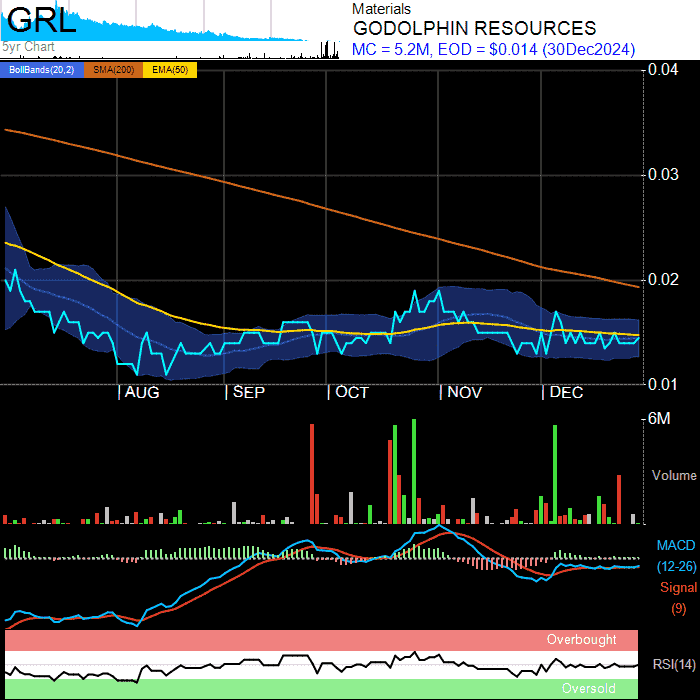 GRL
5yr Chart
Materials
GODOLPHIN RESOURCES
MC = 5.2M, EOD = $0.014 (30Dec2024)
BollBands(20,2) SMA(200) EMA(50)
0.04
0.03
0.02
0.01
AUG SEP OCT NOV DEC
6M
Volume
MACD
(12-26)
Signal
(9)
Overbought
RSI(14)
Oversold